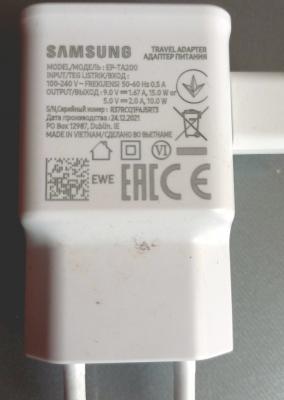 SAMSUNG
TRAVEL ADAPTER
АДАПТЕР ПИТАНИЯ
MODEL/МОДЕЛЬ : EP-TA200
INPUT/TEG LISTRIK/ВХОД :
100-240 V ~ FREKUENSI 50-60 Hz 0,5 A
OUTPUT/ВЫХОД : 9.0 V ⎓ 1.67 A, 15.0 W or
5.0 V ⎓ 2.0 A, 10.0 W
S/N,Серийный номер :
Дата производства : 24.12.2021
PO Box 12987, Dublin. IE
MADE IN VIETNAM/СДЕЛАНО ВО ВЬЕТНАМЕ
VI
EWE
EAC CE